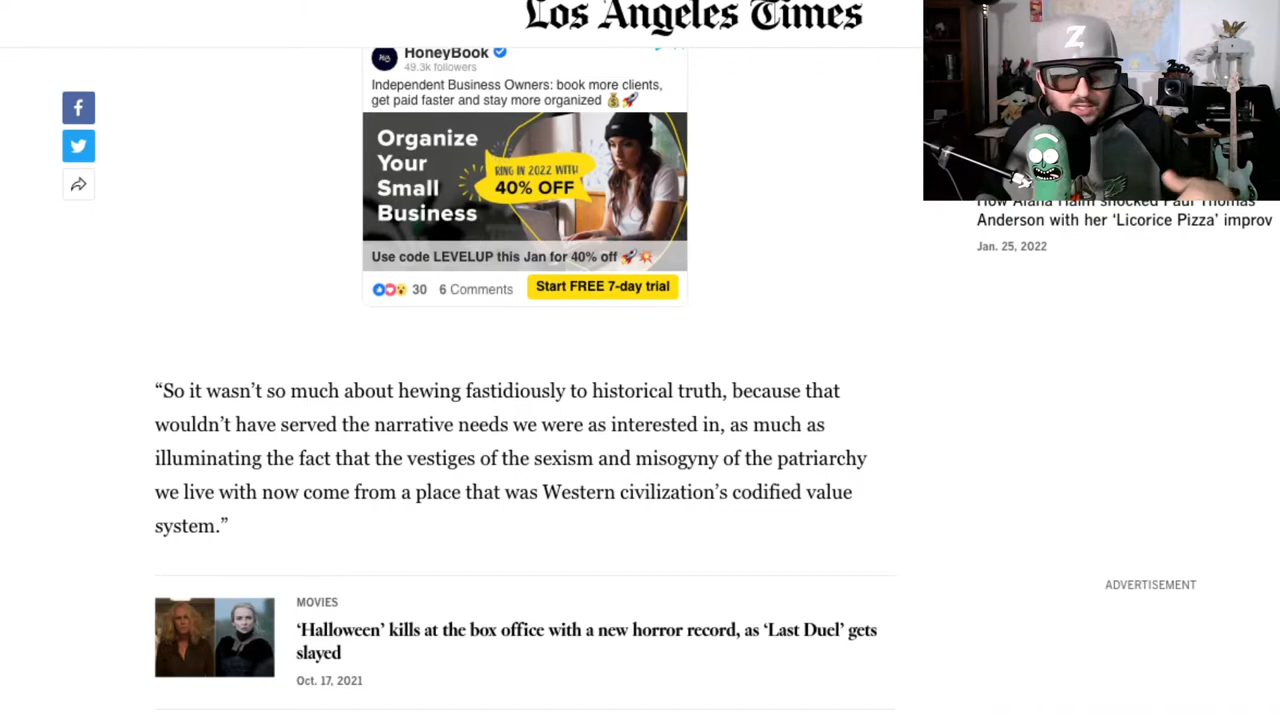 Los Angeles Times
HoneyBook
49.3k followers
Independent Business Owners: book more clients,
get paid faster and stay more organized
Organize
Your
Small
Business
RING IN 2022 WITH
40% OFF
Use code LEVELUP this Jan for 40% off
30 6 Comments Start FREE 7-day trial
Z
How Alana Haim shocked Paul Thomas
Anderson with her ‘Licorice Pizza’ improv
Jan. 25, 2022
“So it wasn’t so much about hewing fastidiously to historical truth, because that
wouldn’t have served the narrative needs we were as interested in, as much as
illuminating the fact that the vestiges of the sexism and misogyny of the patriarchy
we live with now come from a place that was Western civilization’s codified value
system.”
ADVERTISEMENT
MOVIES
‘Halloween’ kills at the box office with a new horror record, as ‘Last Duel’ gets
slayed
Oct. 17, 2021